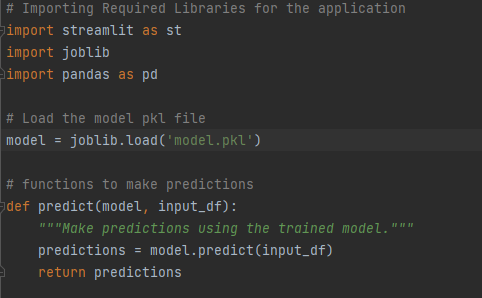 # Importing Required Libraries for the application
import streamlit as st
import joblib
import pandas as pd
# Load the model pkl file
model = joblib.load('model.pkl')
# functions to make predictions
def predict(model, input_df):
    """Make predictions using the trained model."""
    predictions = model.predict(input_df)
    return predictions